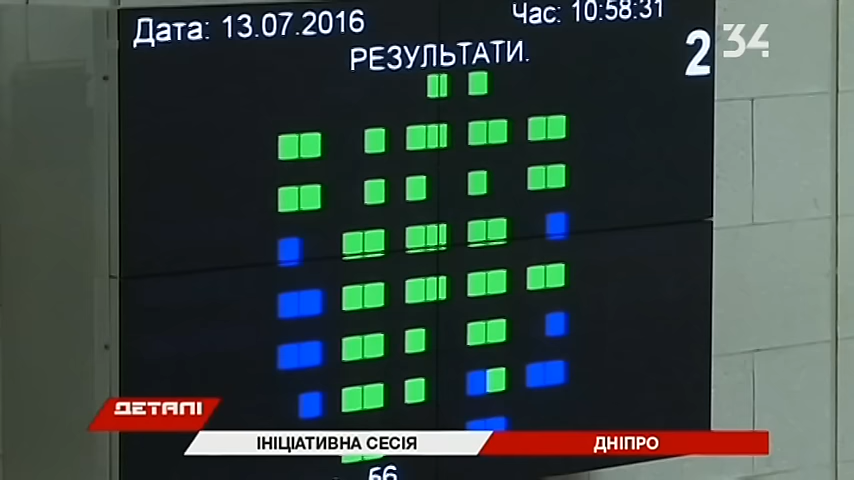 Дата: 13.07.2016
Час: 10:58:31
РЕЗУЛЬТАТИ.
2
34
ДЕТАЛІ
ІНІЦІАТИВНА СЕСІЯ
ДНІПРО
66